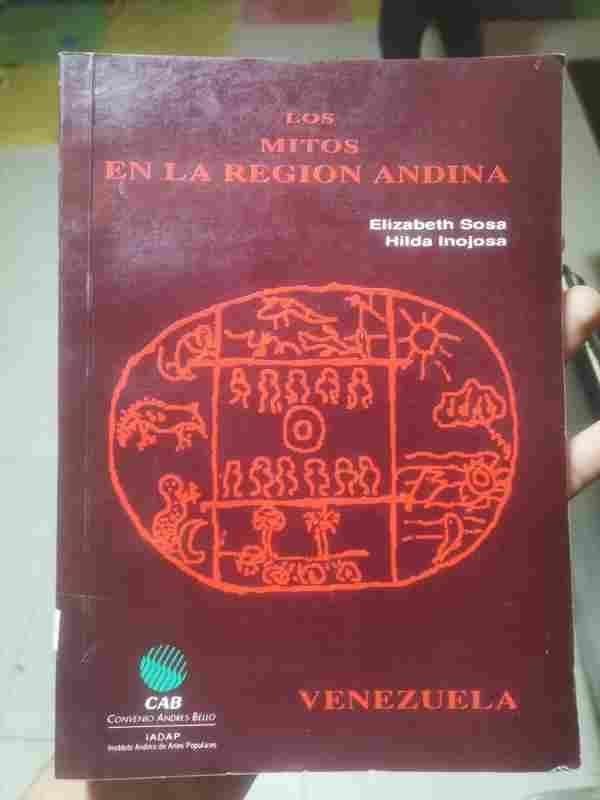 LOS
MITOS
EN LA REGION ANDINA
Elizabeth Sosa
Hilda Inojosa
CAB
CONVENIO ANDRES BELLO
IADAP
Instituto Andino de Artes Populares
VENEZUELA